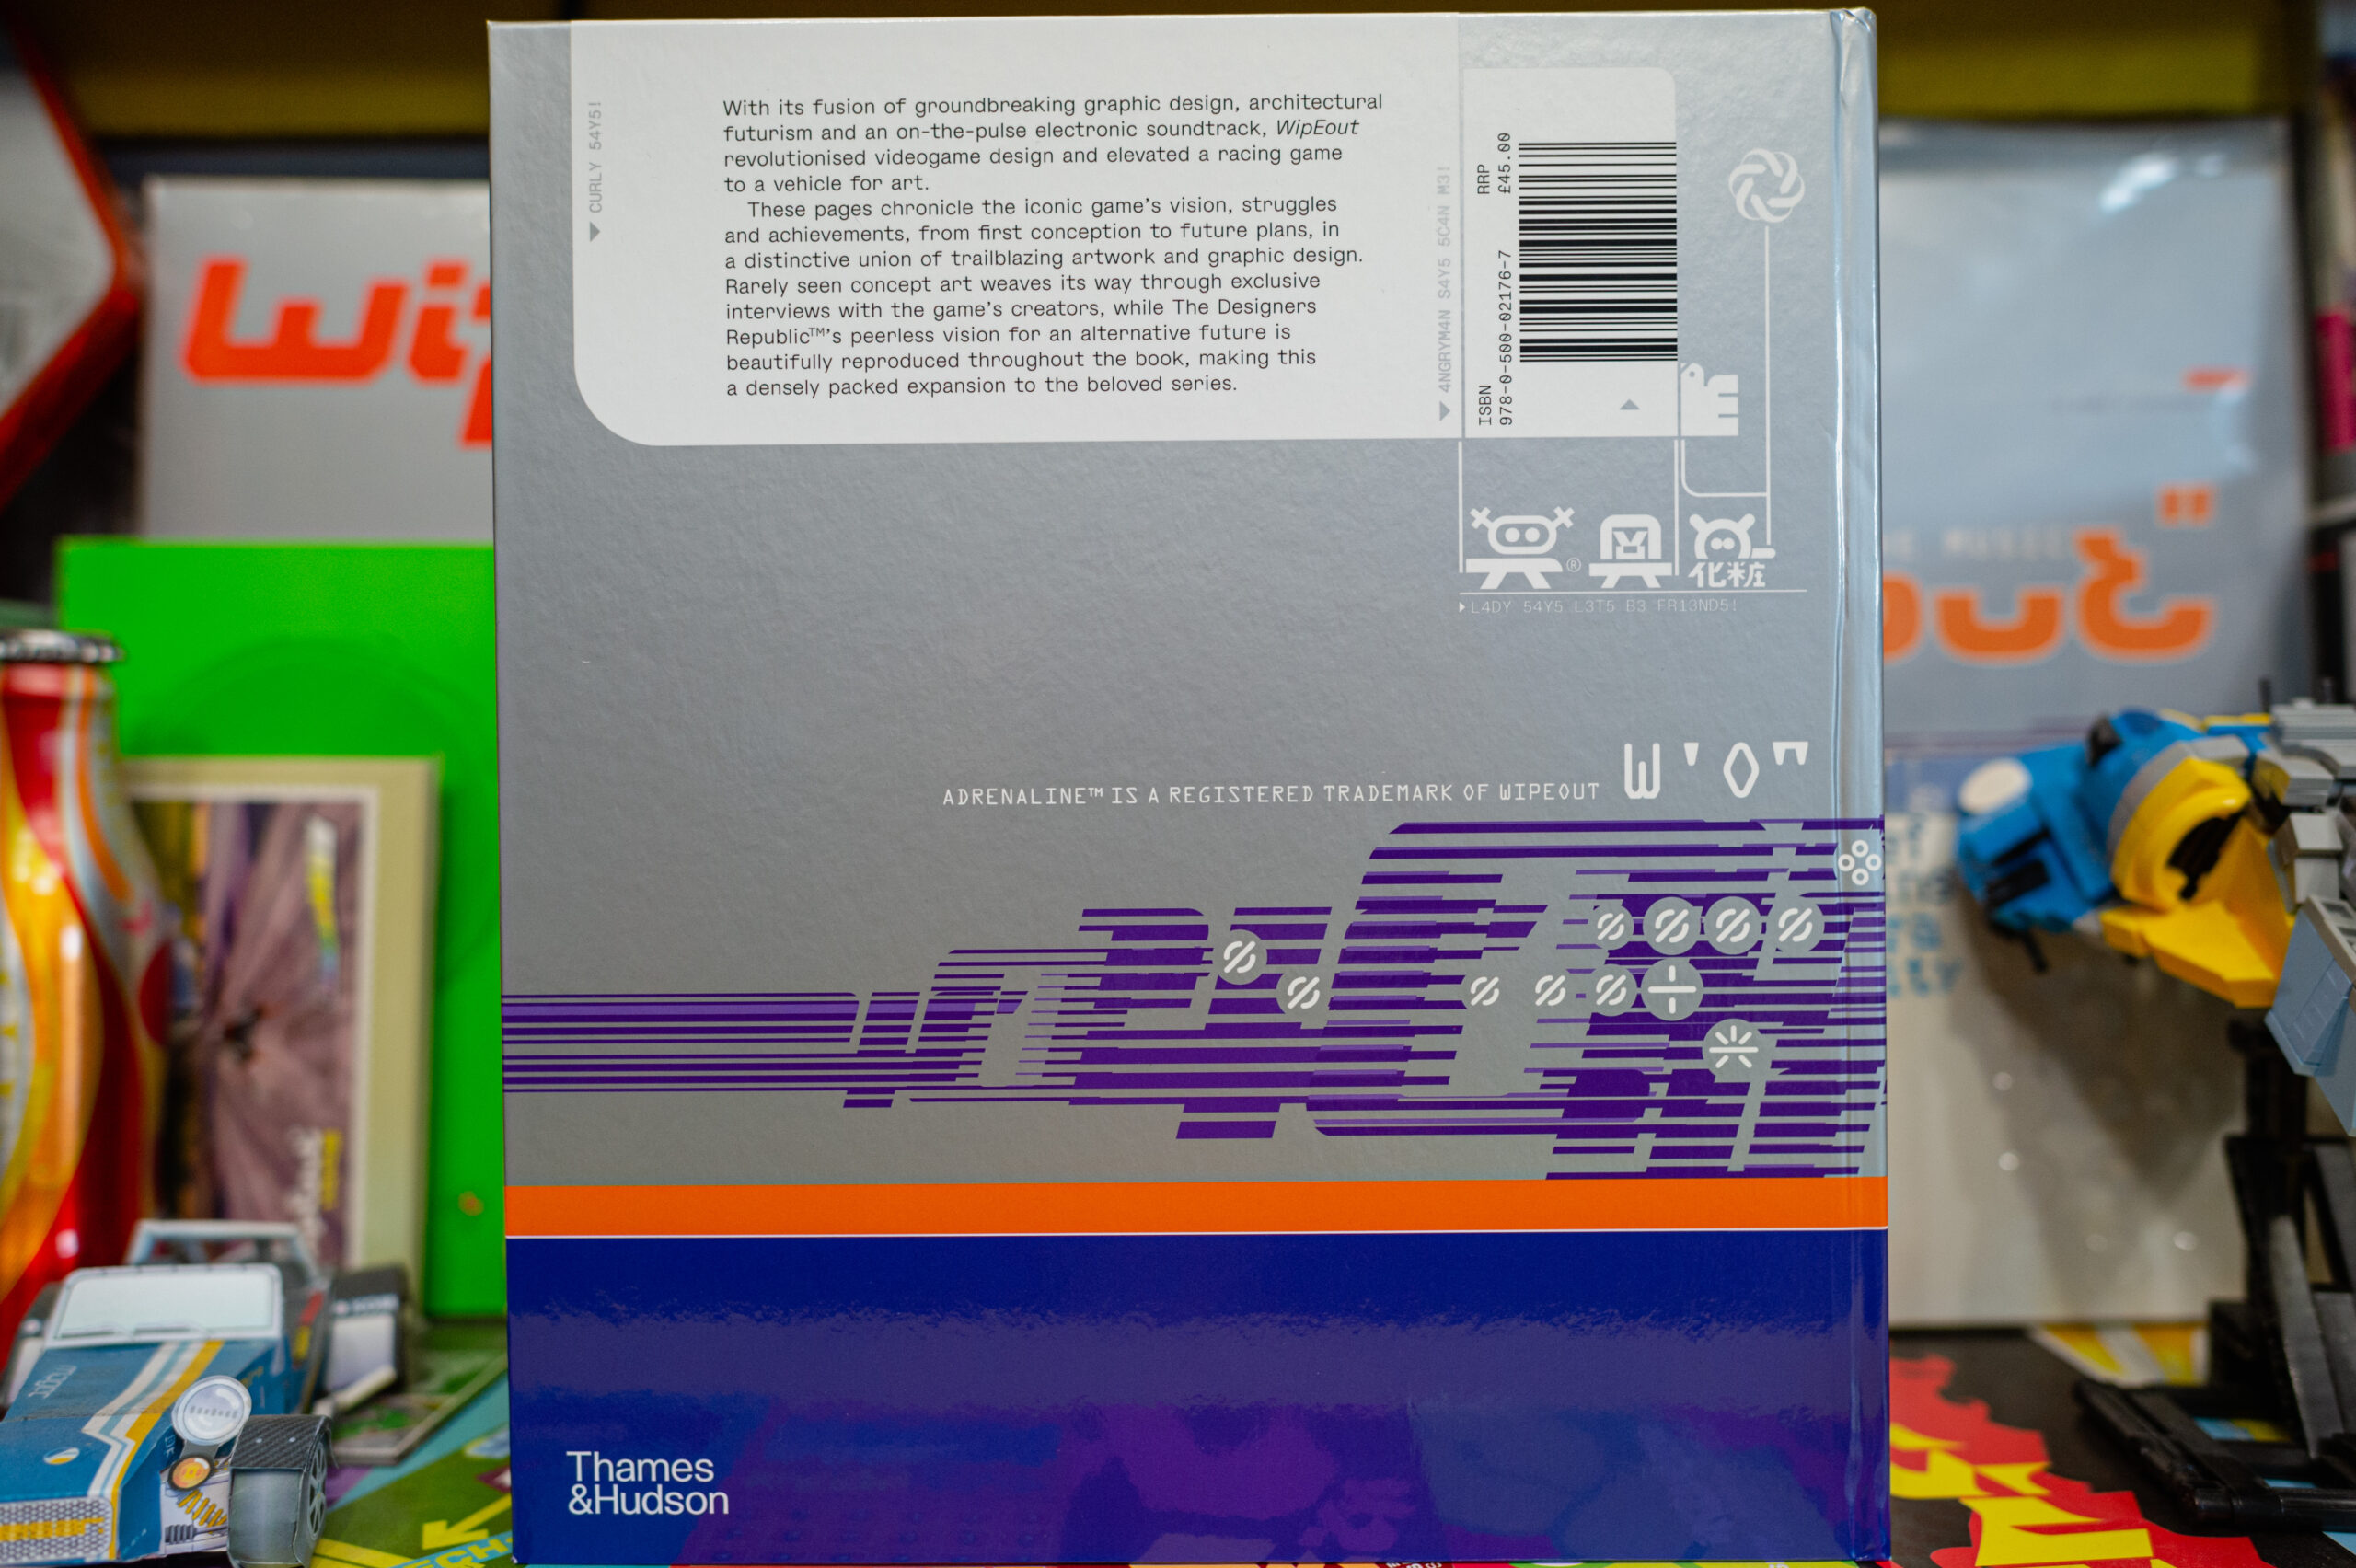 With its fusion of groundbreaking graphic design, architectural
futurism and an on-the-pulse electronic soundtrack, WipEout
revolutionised videogame design and elevated a racing game
to a vehicle for art.
These pages chronicle the iconic game's vision, struggles
and achievements, from first conception to future plans, in
a distinctive union of trailblazing artwork and graphic design.
Rarely seen concept art weaves its way through exclusive
interviews with the game's creators, while The Designers
Republic™'s peerless vision for an alternative future is
beautifully reproduced throughout the book, making this
a densely packed expansion to the beloved series.
CURLY 54Y5!
4NGRYM4N S4Y5 5C4N M3!
RRP
£45.00
ISBN
978-0-500-02176-7
®
化粧
L4DY 54Y5 L3T5 B3 FR13ND5!
ADRENALINE™ IS A REGISTERED TRADEMARK OF WIPEOUT
W'O"
Thames
&Hudson
wip